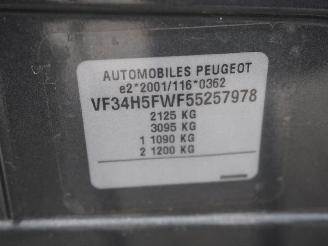 AUTOMOBILES PEUGEOT
e2*2001/116*0362
VF34H5FWF55257978
2125 KG
3095 KG
1 1090 KG
2 1200 KG